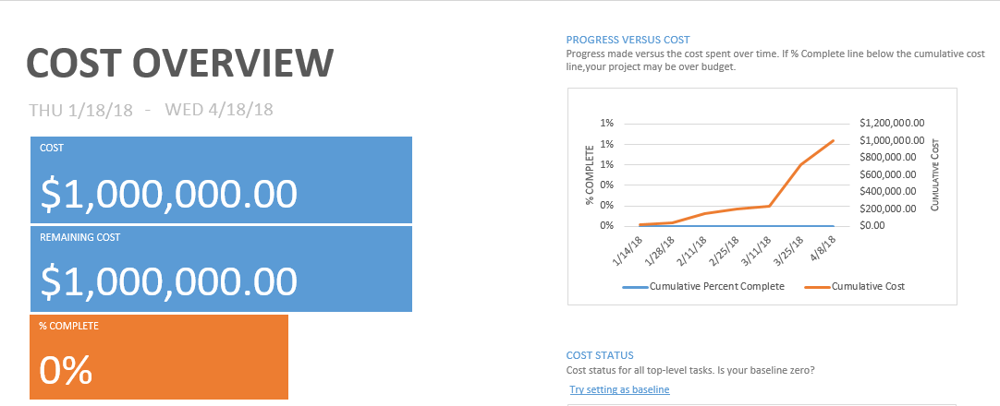 COST OVERVIEW
THU 1/18/18 - WED 4/18/18
COST
$1,000,000.00
REMAINING COST
$1,000,000.00
% COMPLETE
0%
PROGRESS VERSUS COST
Progress made versus the cost spent over time. If % Complete line below the cumulative cost
line,your project may be over budget.
% COMPLETE
1%
1%
1%
0%
0%
0%
$1,200,000.00
$1,000,000.00
$800,000.00
$600,000.00
$400,000.00
$200,000.00
$0.00
CUMULATIVE COST
1/14/18
1/28/18
2/11/18
2/25/18
3/11/18
3/25/18
4/8/18
Cumulative Percent Complete
Cumulative Cost
COST STATUS
Cost status for all top-level tasks. Is your baseline zero?
Try setting as baseline